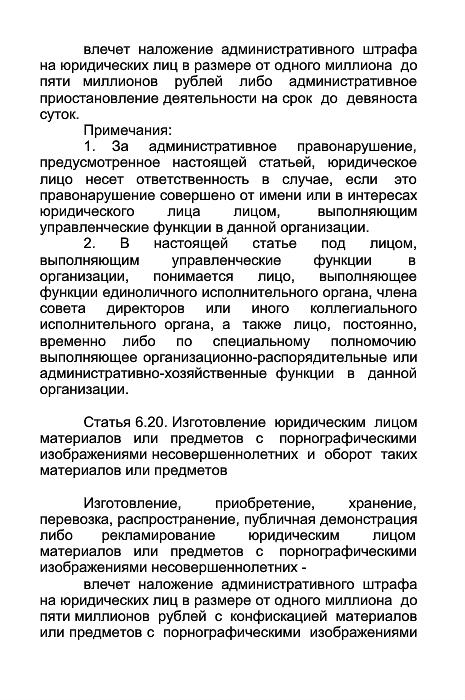 влечет наложение административного штрафа
на юридических лиц в размере от одного миллиона до
пяти миллионов рублей либо административное
приостановление деятельности на срок до девяноста
суток.
Примечания:
1. За административное правонарушение,
предусмотренное настоящей статьей, юридическое
лицо несет ответственность в случае, если это
правонарушение совершено от имени или в интересах
юридического лица лицом, выполняющим
управленческие функции в данной организации.
2. В настоящей статье под лицом,
выполняющим управленческие функции в
организации, понимается лицо, выполняющее
функции единоличного исполнительного органа, члена
совета директоров или иного коллегиального
исполнительного органа, а также лицо, постоянно,
временно либо по специальному полномочию
выполняющее организационно-распорядительные или
административно-хозяйственные функции в данной
организации.
Статья 6.20. Изготовление юридическим лицом
материалов или предметов с порнографическими
изображениями несовершеннолетних и оборот таких
материалов или предметов
Изготовление, приобретение, хранение,
перевозка, распространение, публичная демонстрация
либо рекламирование юридическим лицом
материалов или предметов с порнографическими
изображениями несовершеннолетних -
влечет наложение административного штрафа
на юридических лиц в размере от одного миллиона до
пяти миллионов рублей с конфискацией материалов
или предметов с порнографическими изображениями